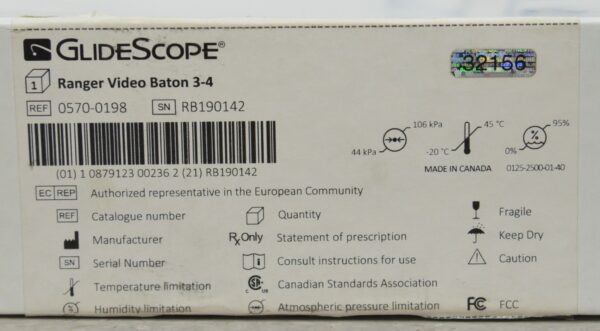 GLIDESCOPE®
32166
1 Ranger Video Baton 3-4
REF 0570-0198 SN RB190142
(01) 1 0879123 00236 2 (21) RB190142
44 kPa 106 kPa
-20 °C 45 °C
0% 95%
MADE IN CANADA 0125-2500-01-40
EC REP Authorized representative in the European Community
REF Catalogue number
Quantity
Fragile
Manufacturer
Rx Only Statement of prescription
Keep Dry
SN Serial Number
i Consult instructions for use
Caution
Temperature limitation
Canadian Standards Association
Humidity limitation
Atmospheric pressure limitation
FCC FCC